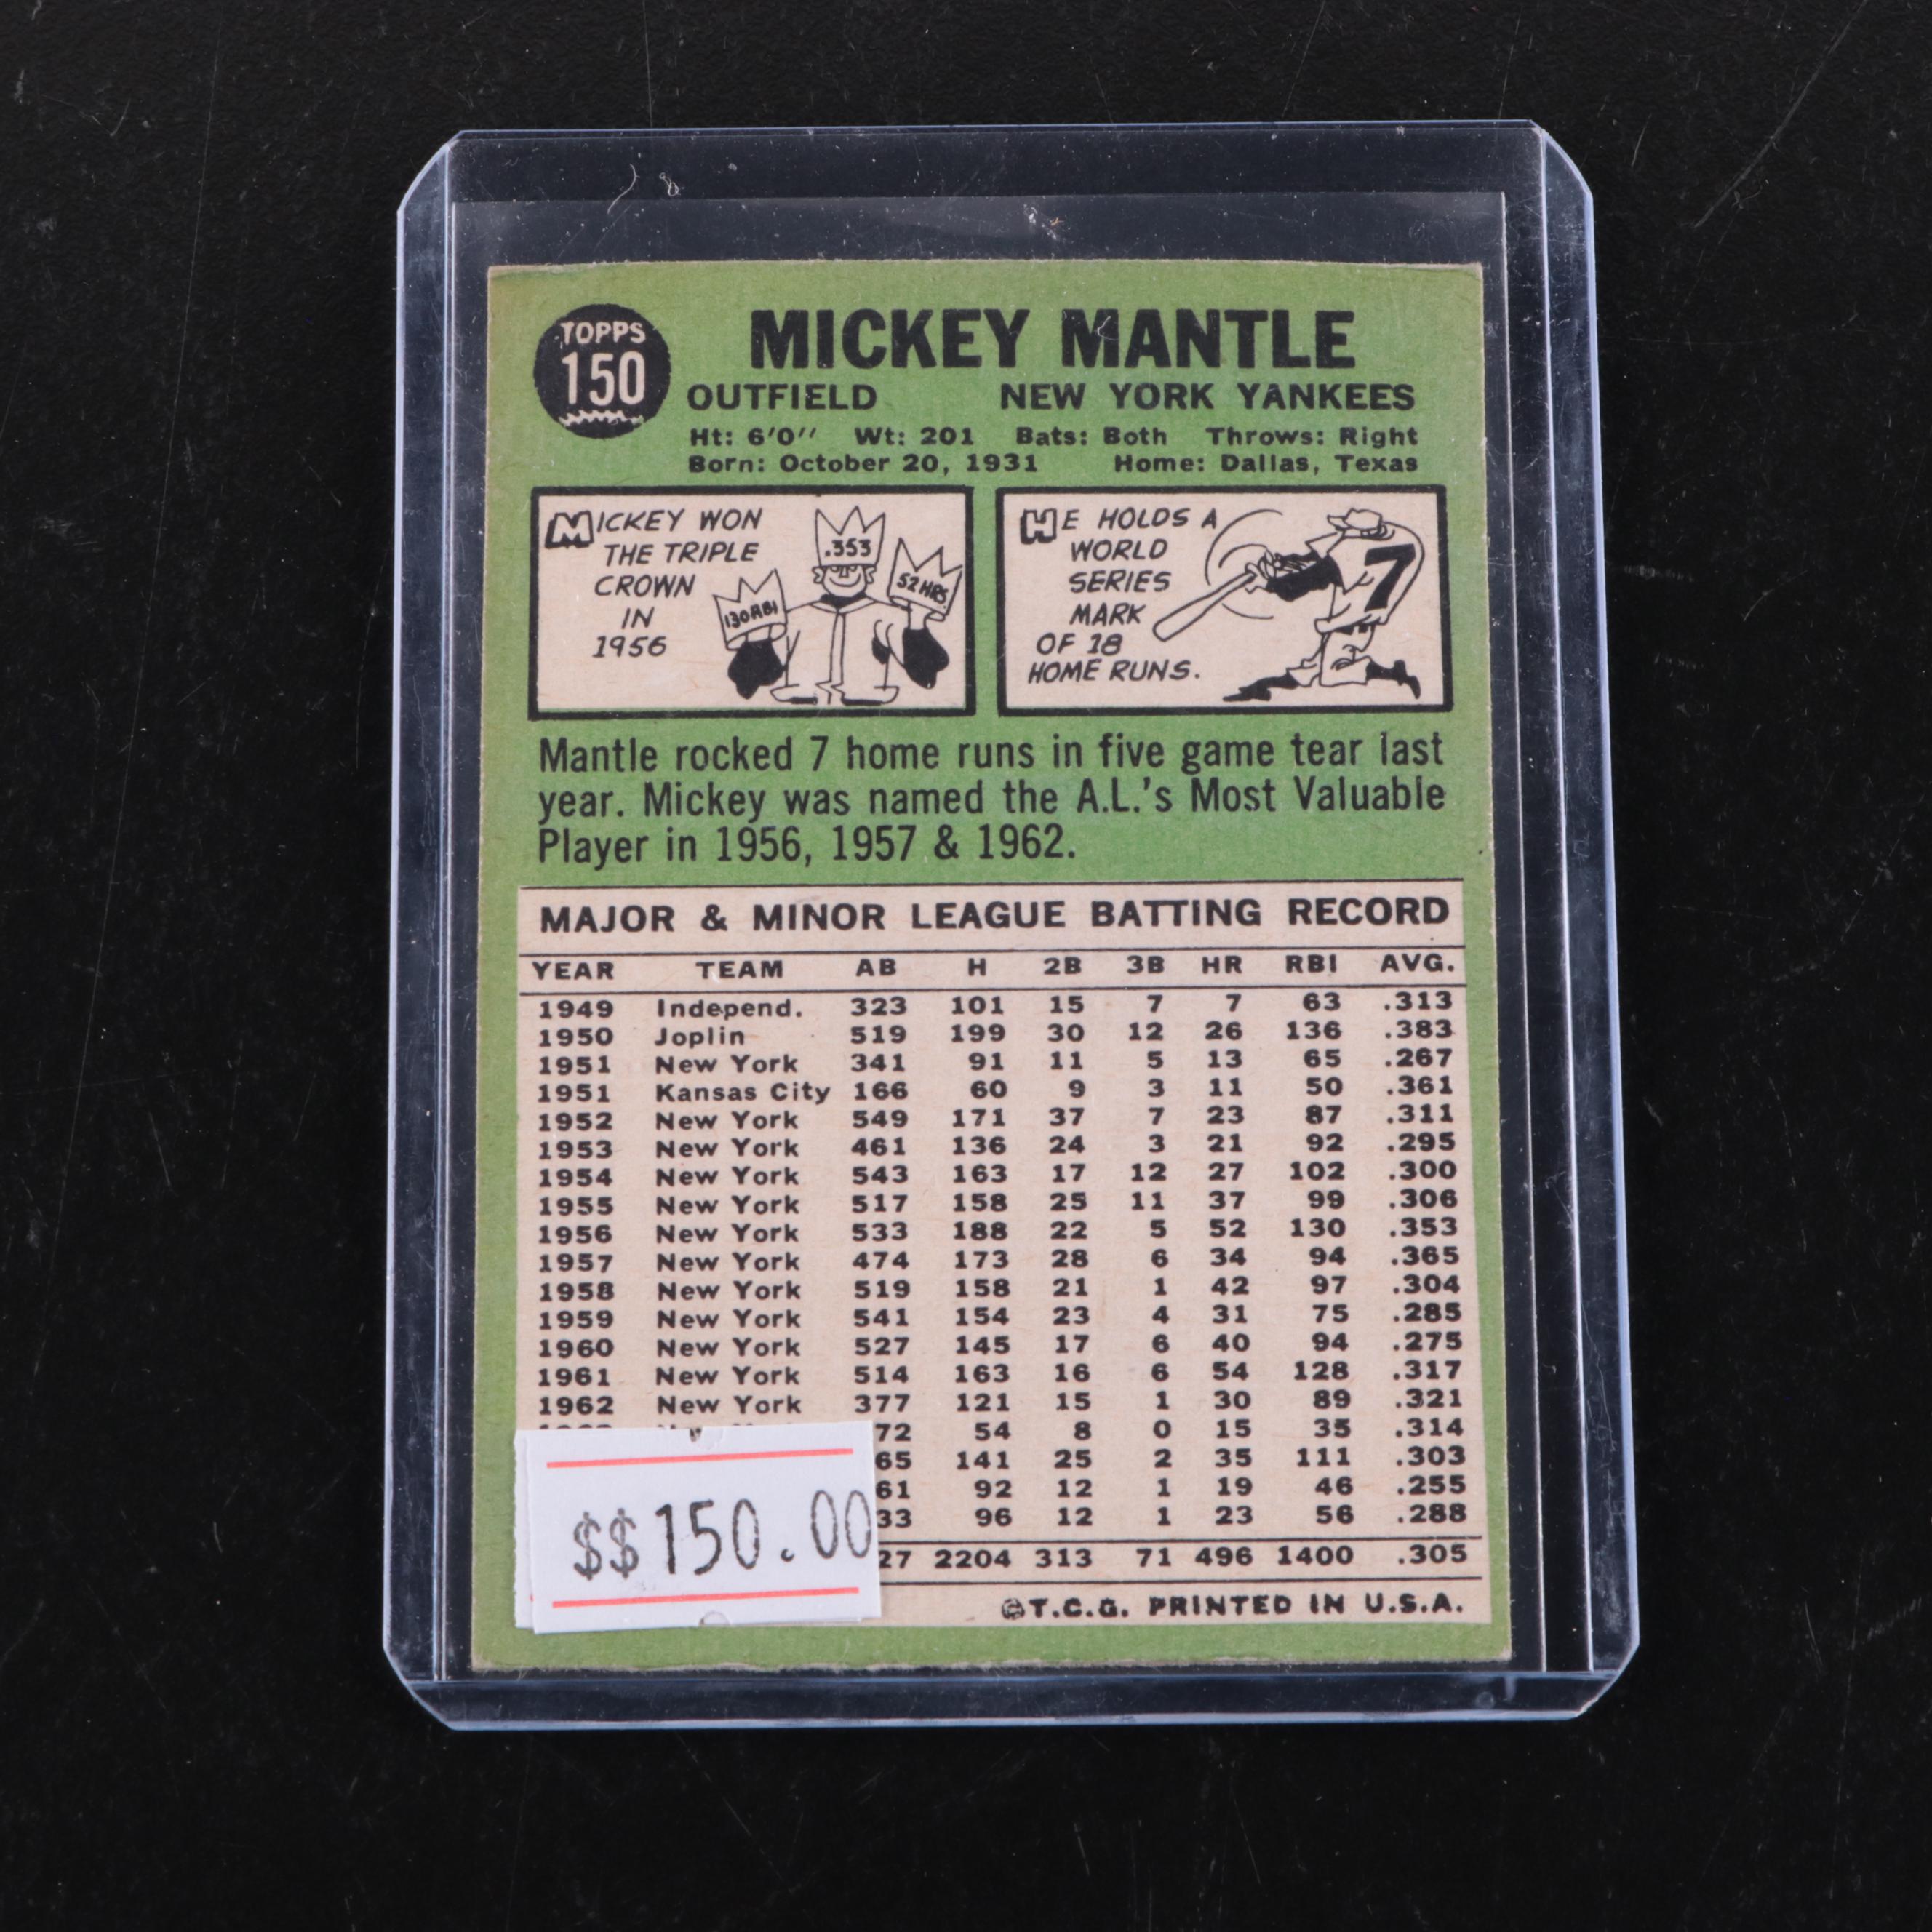 TOPPS
150
MICKEY MANTLE
OUTFIELD NEW YORK YANKEES
Ht: 6'0" Wt: 201 Bats: Both Throws: Right
Born: October 20, 1931 Home: Dallas, Texas
MICKEY WON
THE TRIPLE
CROWN
IN
1956
.353
130 RBI
52 HRS.
HE HOLDS A
WORLD
SERIES
MARK
OF 18
HOME RUNS.
7
Mantle rocked 7 home runs in five game tear last
year. Mickey was named the A.L.'s Most Valuable
Player in 1956, 1957 & 1962.
MAJOR & MINOR LEAGUE BATTING RECORD
YEAR TEAM AB H 2B 3B HR RBI AVG.
1949 Independ. 323 101 15 7 7 63 .313
1950 Joplin 519 199 30 12 26 136 .383
1951 New York 341 91 11 5 13 65 .267
1951 Kansas City 166 60 9 3 11 50 .361
1952 New York 549 171 37 7 23 87 .311
1953 New York 461 136 24 3 21 92 .295
1954 New York 543 163 17 12 27 102 .300
1955 New York 517 158 25 11 37 99 .306
1956 New York 533 188 22 5 52 130 .353
1957 New York 474 173 28 6 34 94 .365
1958 New York 519 158 21 1 42 97 .304
1959 New York 541 154 23 4 31 75 .285
1960 New York 527 145 17 6 40 94 .275
1961 New York 514 163 16 6 54 128 .317
1962 New York 377 121 15 1 30 89 .321
72 54 8 0 15 35 .314
65 141 25 2 35 111 .303
61 92 12 1 19 46 .255
33 96 12 1 23 56 .288
27 2204 313 71 496 1400 .305
$$150.00
©T.C.G. PRINTED IN U.S.A.